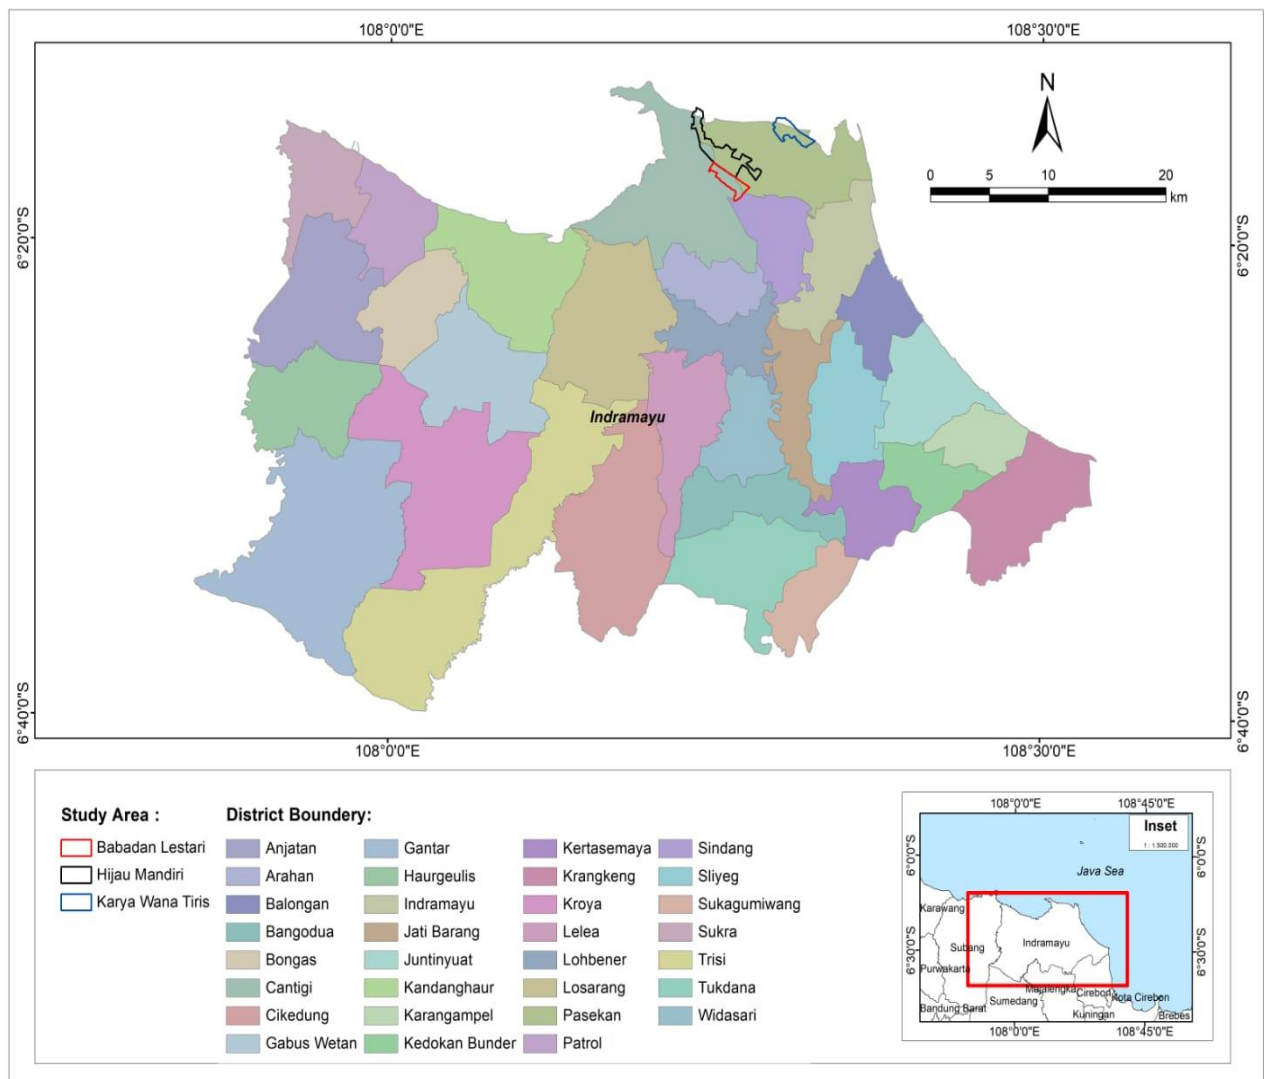 108°0'0"E 108°30'0"E
N
0 5 10 20
km
6°20'0"S 6°20'0"S
Indramayu
6°40'0"S 6°40'0"S
108°0'0"E 108°30'0"E
Study Area :
Babadan Lestari
Hijau Mandiri
Karya Wana Tiris
District Boundery:
Anjatan
Arahan
Balongan
Bangodua
Bongas
Cantigi
Cikedung
Gabus Wetan
Gantar
Haurgeulis
Indramayu
Jati Barang
Juntinyuat
Kandanghaur
Karangampel
Kedokan Bunder
Kertasemaya
Krangkeng
Kroya
Lelea
Lohbener
Losarang
Pasekan
Patrol
Sindang
Sliyeg
Sukagumiwang
Sukra
Trisi
Tukdana
Widasari
108°0'0"E 108°45'0"E
Inset
1 : 1.500.000
6°0'0"S 6°0'0"S
Java Sea
Karawang
Indramayu
Subang
6°30'0"S 6°30'0"S
Purwakarta
Majalengka
Cirebon
Kota Cirebon
Sumedang
Bandung Barat
Kuningan
Brebes
108°0'0"E 108°45'0"E